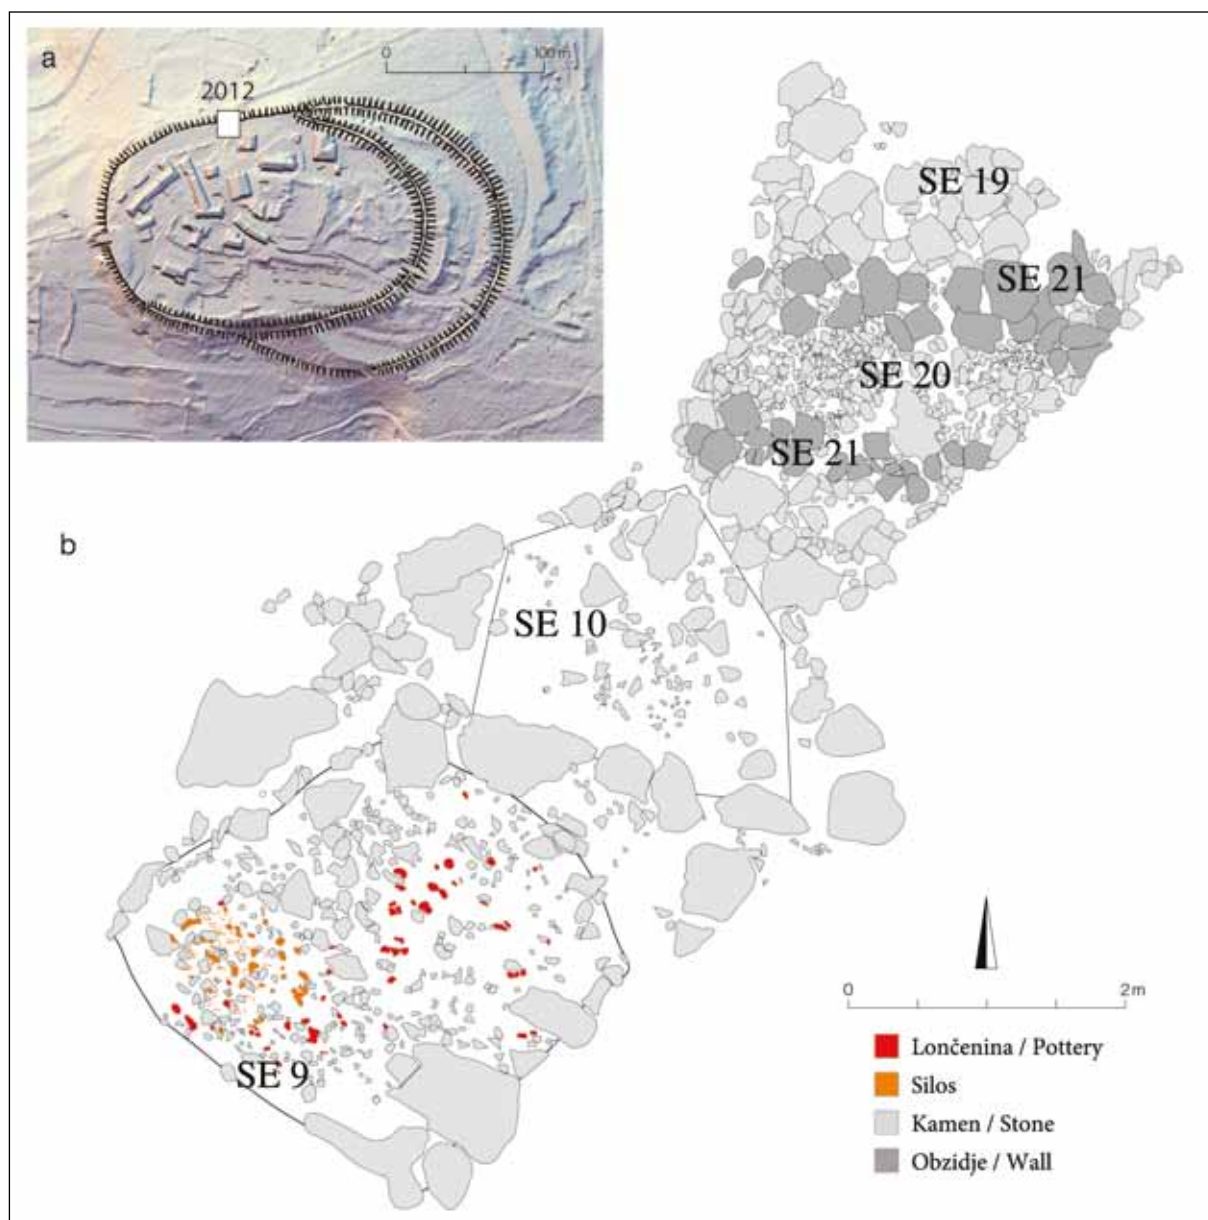 a
0 100 m
2012
SE 19
SE 21
SE 20
SE 21
b
SE 10
SE 9
0 2m
Lončenina / Pottery
Silos
Kamen / Stone
Obzidje / Wall